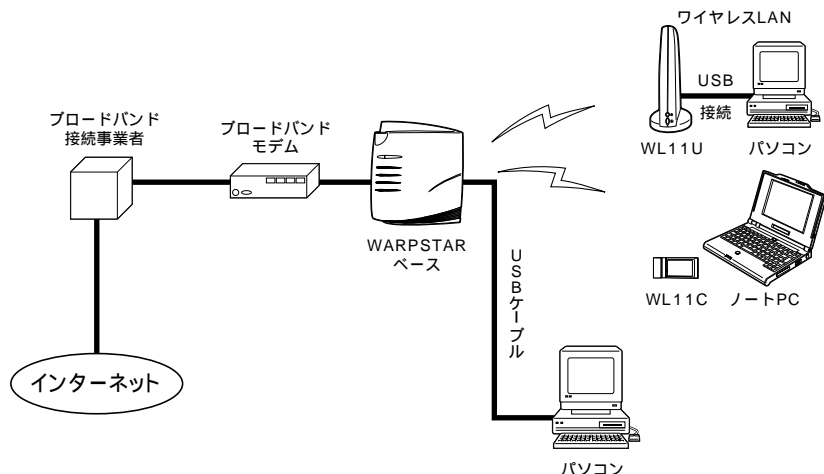 ワイヤレスLAN
USB
接続
WL11U
パソコン
ブロードバンド
接続事業者
ブロードバンド
モデム
WARPSTAR
ベース
USBケーブル
WL11C
ノートPC
インターネット
パソコン